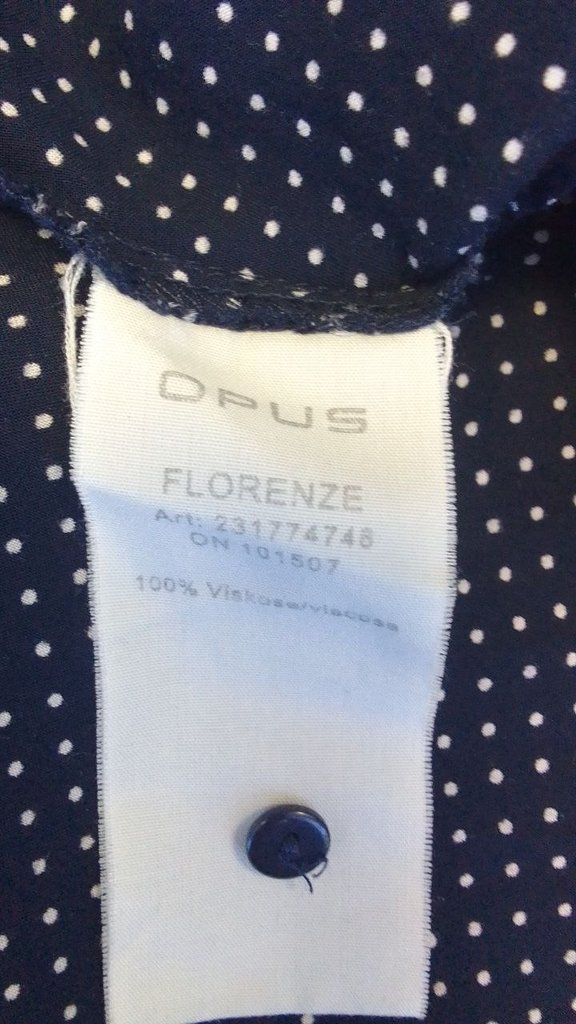 OPUS
FLORENZE
Art: 231774748
ON 101507
100% Viskose/viscose